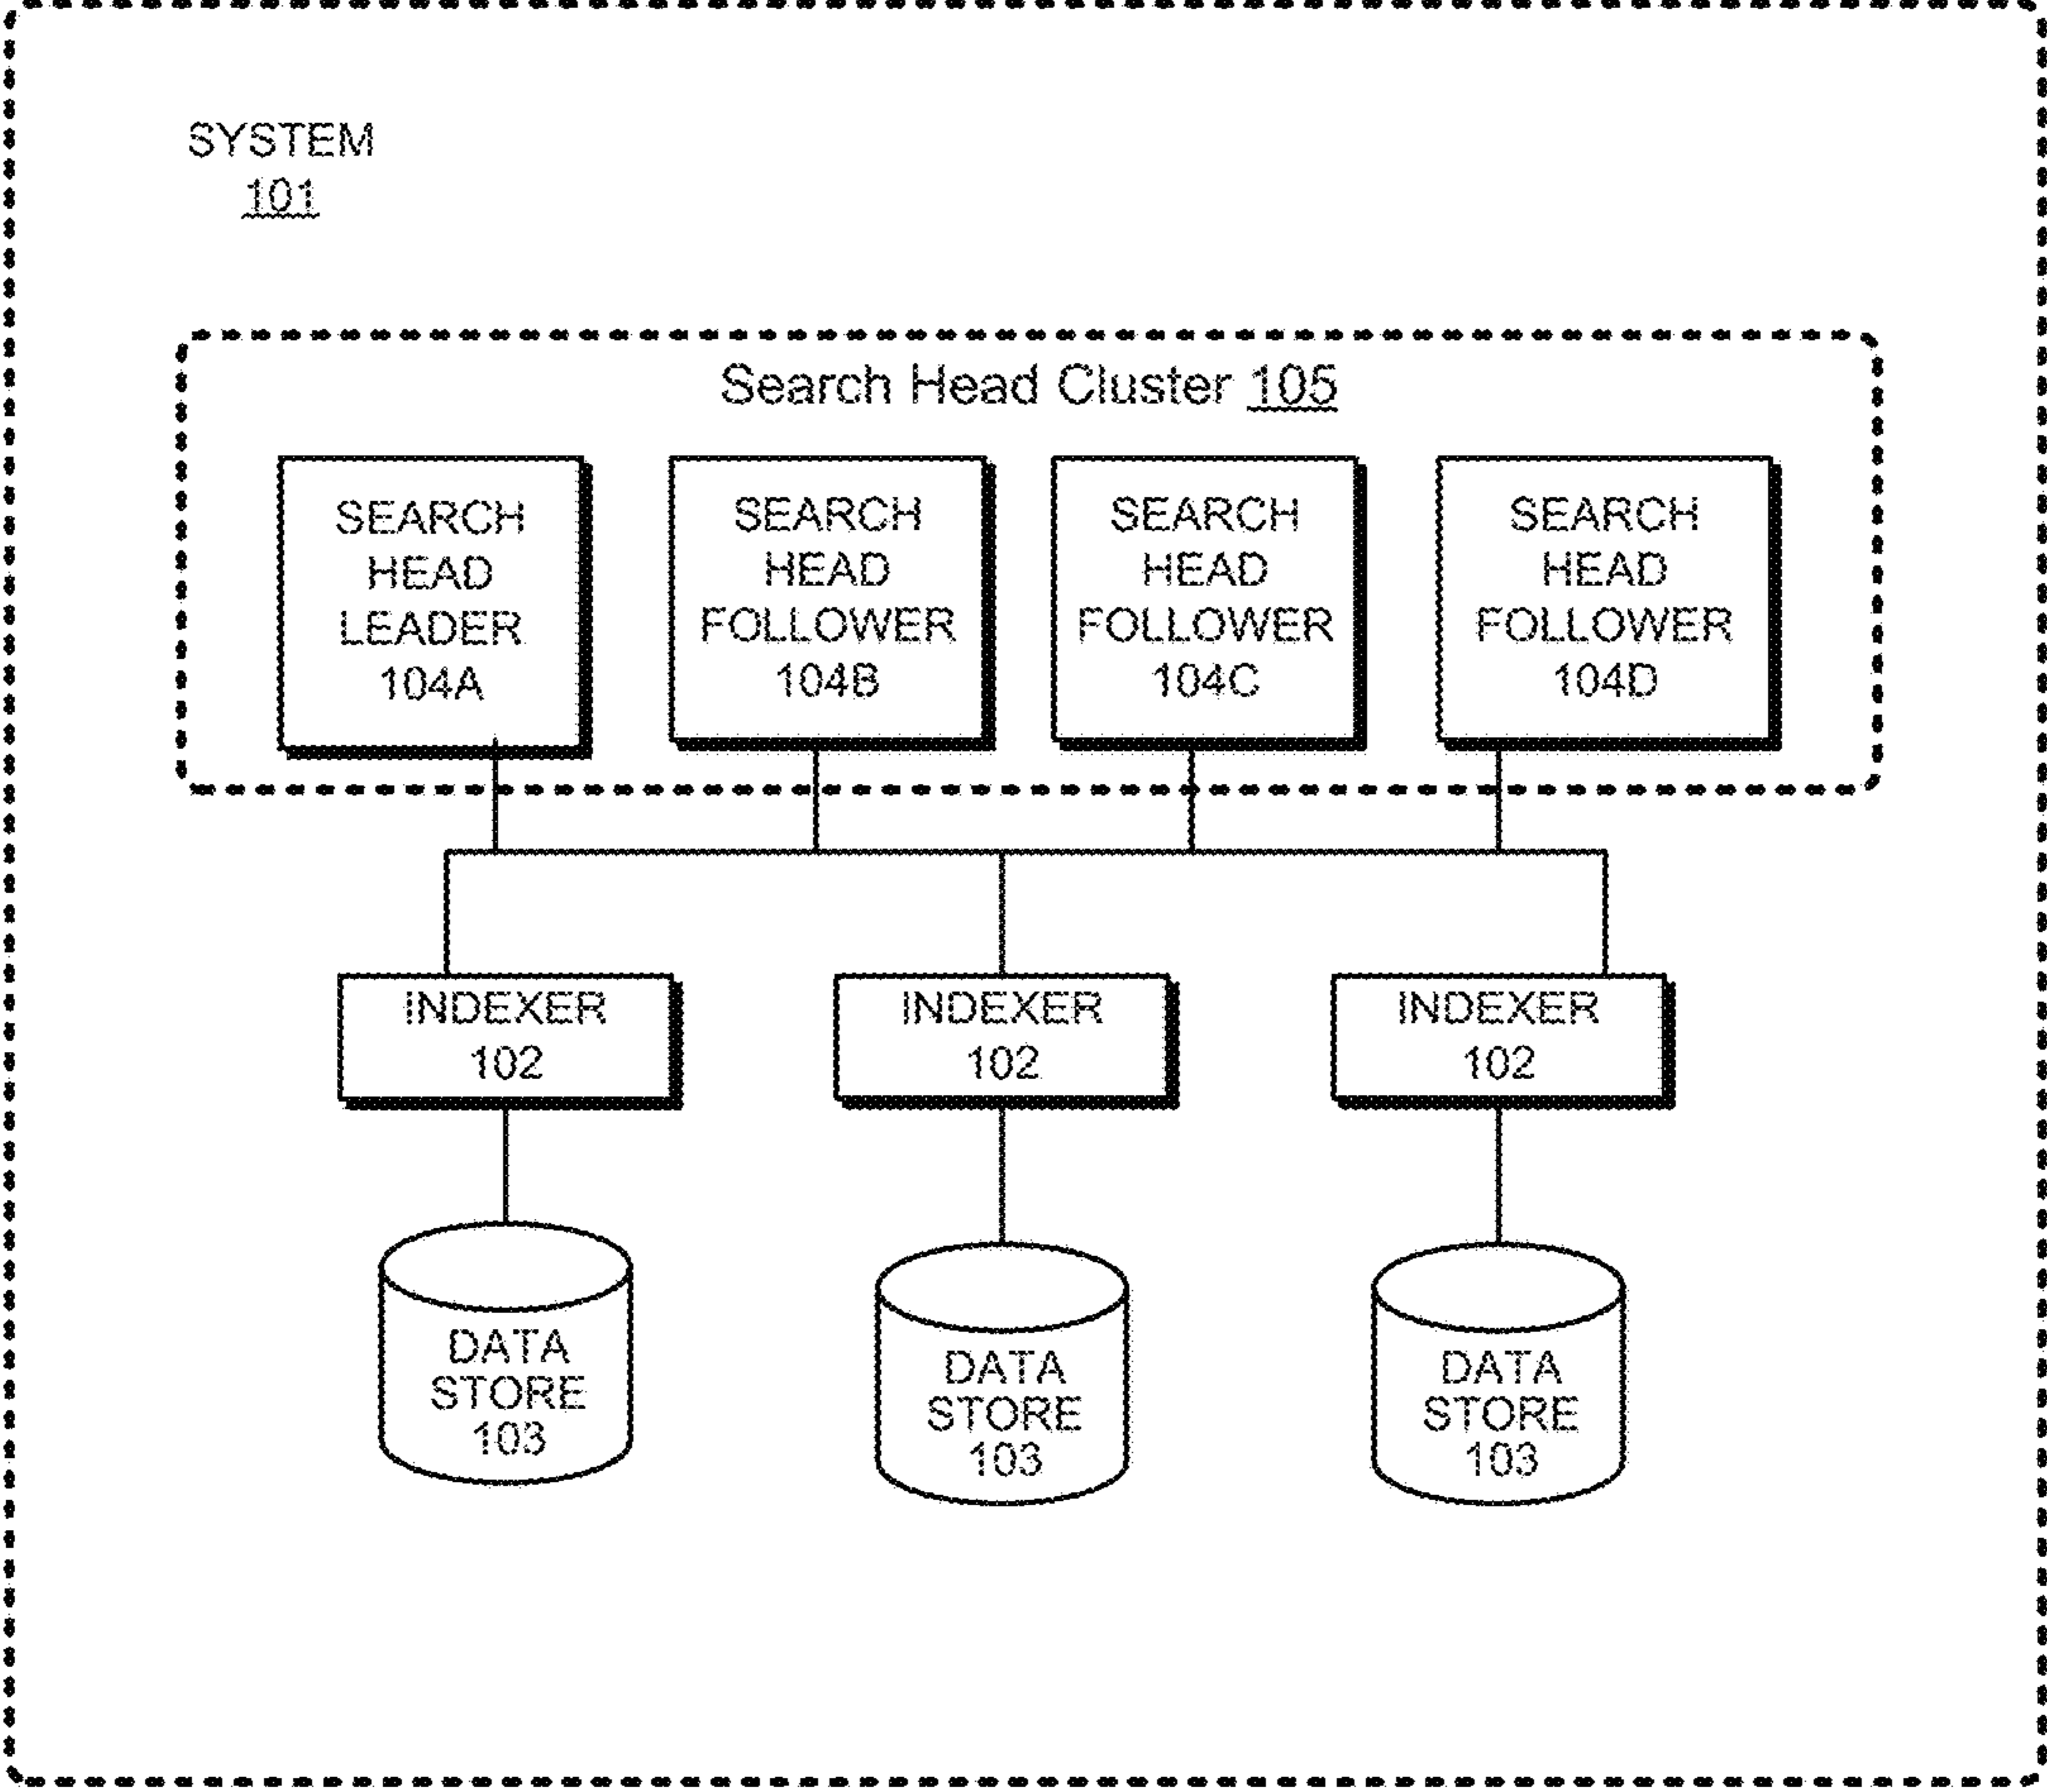 SYSTEM
101
Search Head Cluster 105
SEARCH
HEAD
LEADER
104A
SEARCH
HEAD
FOLLOWER
104B
SEARCH
HEAD
FOLLOWER
104C
SEARCH
HEAD
FOLLOWER
104D
INDEXER
102
INDEXER
102
INDEXER
102
DATA
STORE
103
DATA
STORE
103
DATA
STORE
103